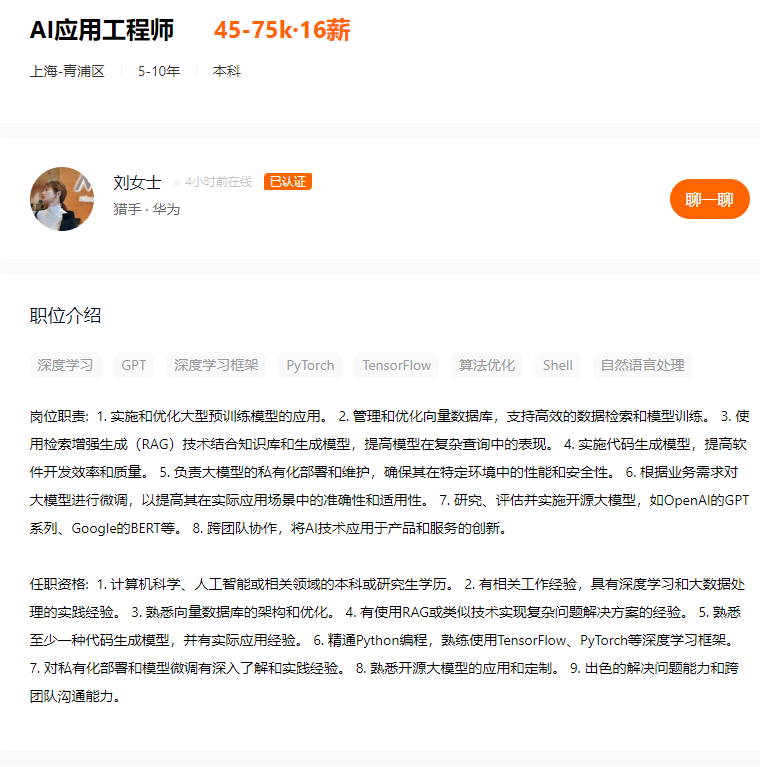 AI应用工程师 45-75k·16薪
上海-青浦区 5-10年 本科
刘女士 4小时前在线 已认证
猎手 · 华为
聊一聊
职位介绍
深度学习 GPT 深度学习框架 PyTorch TensorFlow 算法优化 Shell 自然语言处理
岗位职责: 1. 实施和优化大型预训练模型的应用。 2. 管理和优化向量数据库，支持高效的数据检索和模型训练。 3. 使
用检索增强生成（RAG）技术结合知识库和生成模型，提高模型在复杂查询中的表现。 4. 实施代码生成模型，提高软
件开发效率和质量。 5. 负责大模型的私有化部署和维护，确保其在特定环境中的性能和安全性。 6. 根据业务需求对
大模型进行微调，以提高其在实际应用场景中的准确性和适用性。 7. 研究、评估并实施开源大模型，如OpenAI的GPT
系列、Google的BERT等。 8. 跨团队协作，将AI技术应用于产品和服务的创新。
任职资格: 1. 计算机科学、人工智能或相关领域的本科或研究生学历。 2. 有相关工作经验，具有深度学习和大数据处
理的实践经验。 3. 熟悉向量数据库的架构和优化。 4. 有使用RAG或类似技术实现复杂问题解决方案的经验。 5. 熟悉
至少一种代码生成模型，并有实际应用经验。 6. 精通Python编程，熟练使用TensorFlow、PyTorch等深度学习框架。
7. 对私有化部署和模型微调有深入了解和实践经验。 8. 熟悉开源大模型的应用和定制。 9. 出色的解决问题能力和跨
团队沟通能力。